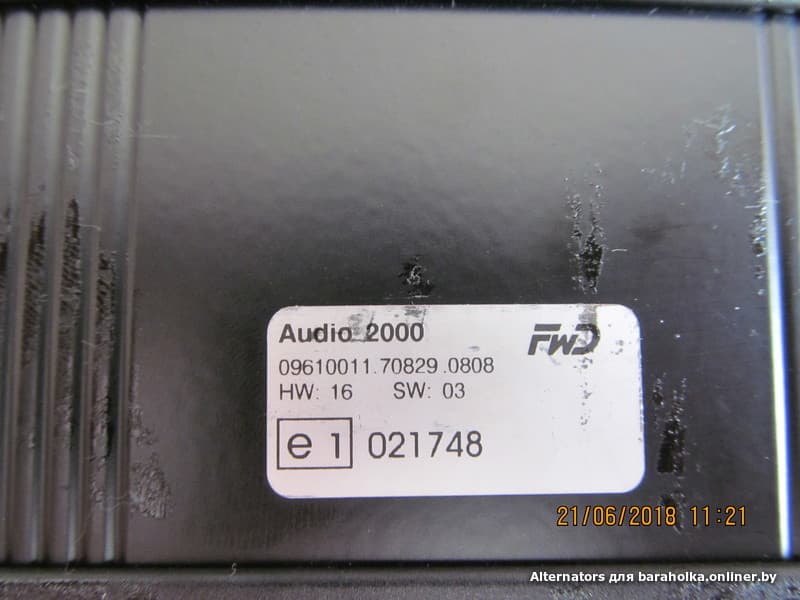 Audio 2000
FWD
09610011.70829.0808
HW: 16 SW: 03
e1 021748
21/06/2018 11:21
Alternators для baraholka.onliner.by